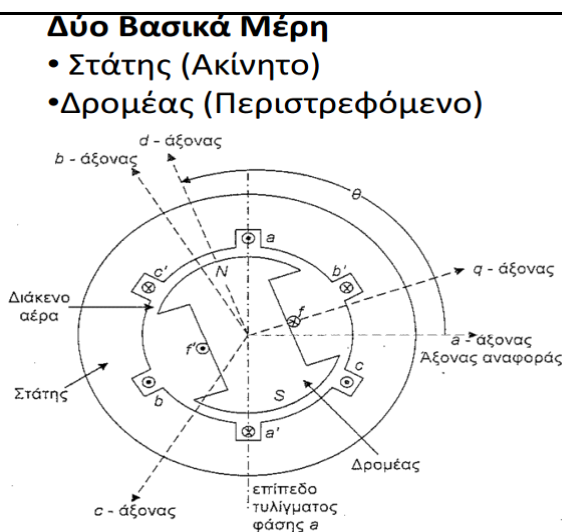 Δύο Βασικά Μέρη
• Στάτης (Ακίνητο)
•Δρομέας (Περιστρεφόμενο)
d - άξονας
b - άξονας
θ
a
c'
N
b'
q - άξονας
Διάκενο
αέρα
f
a - άξονας
Άξονας αναφοράς
f'
Στάτης
b
S
c
a'
Δρομέας
c - άξονας
επίπεδο
τυλίγματος
φάσης a